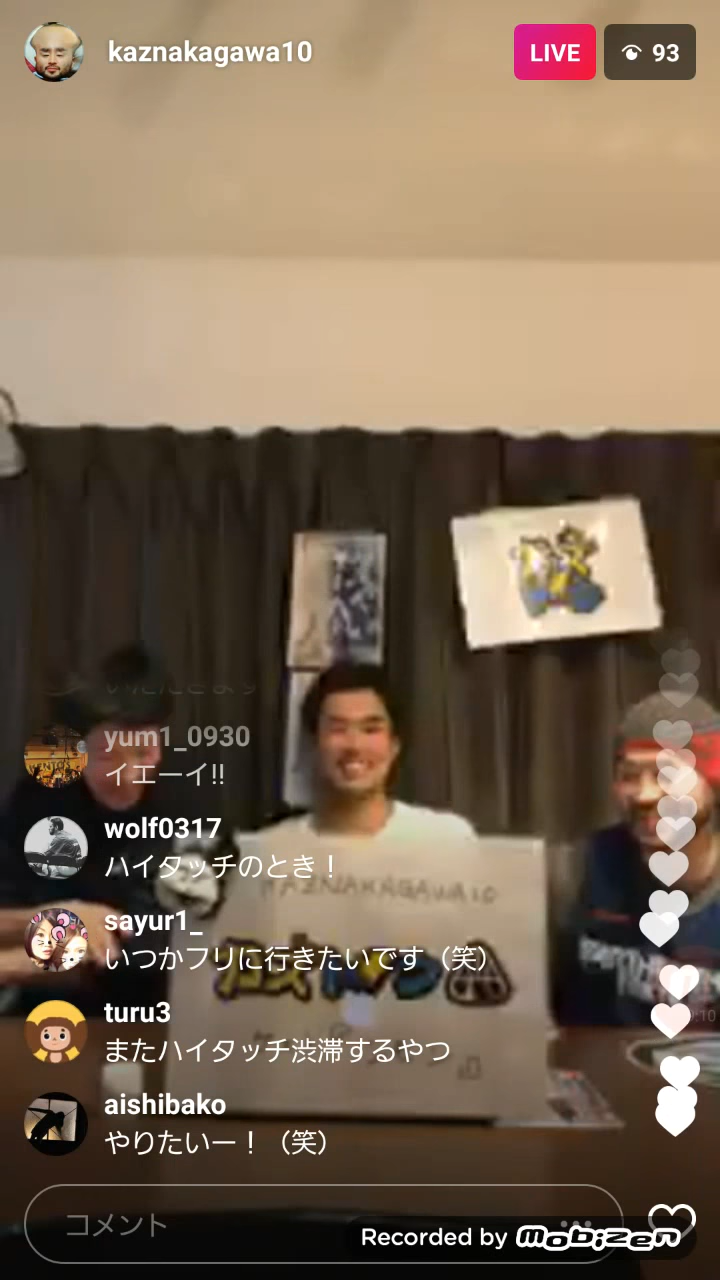 kaznakagawa10
LIVE
93
yum1_0930
イエーイ!!
wolf0317
ハイタッチのとき！
KAZNAKAGAWA10
sayur1_
いつかフリに行きたいです（笑）
turu3
またハイタッチ渋滞するやつ
aishibako
やりたいー！（笑）
コメント
Recorded by mobizen